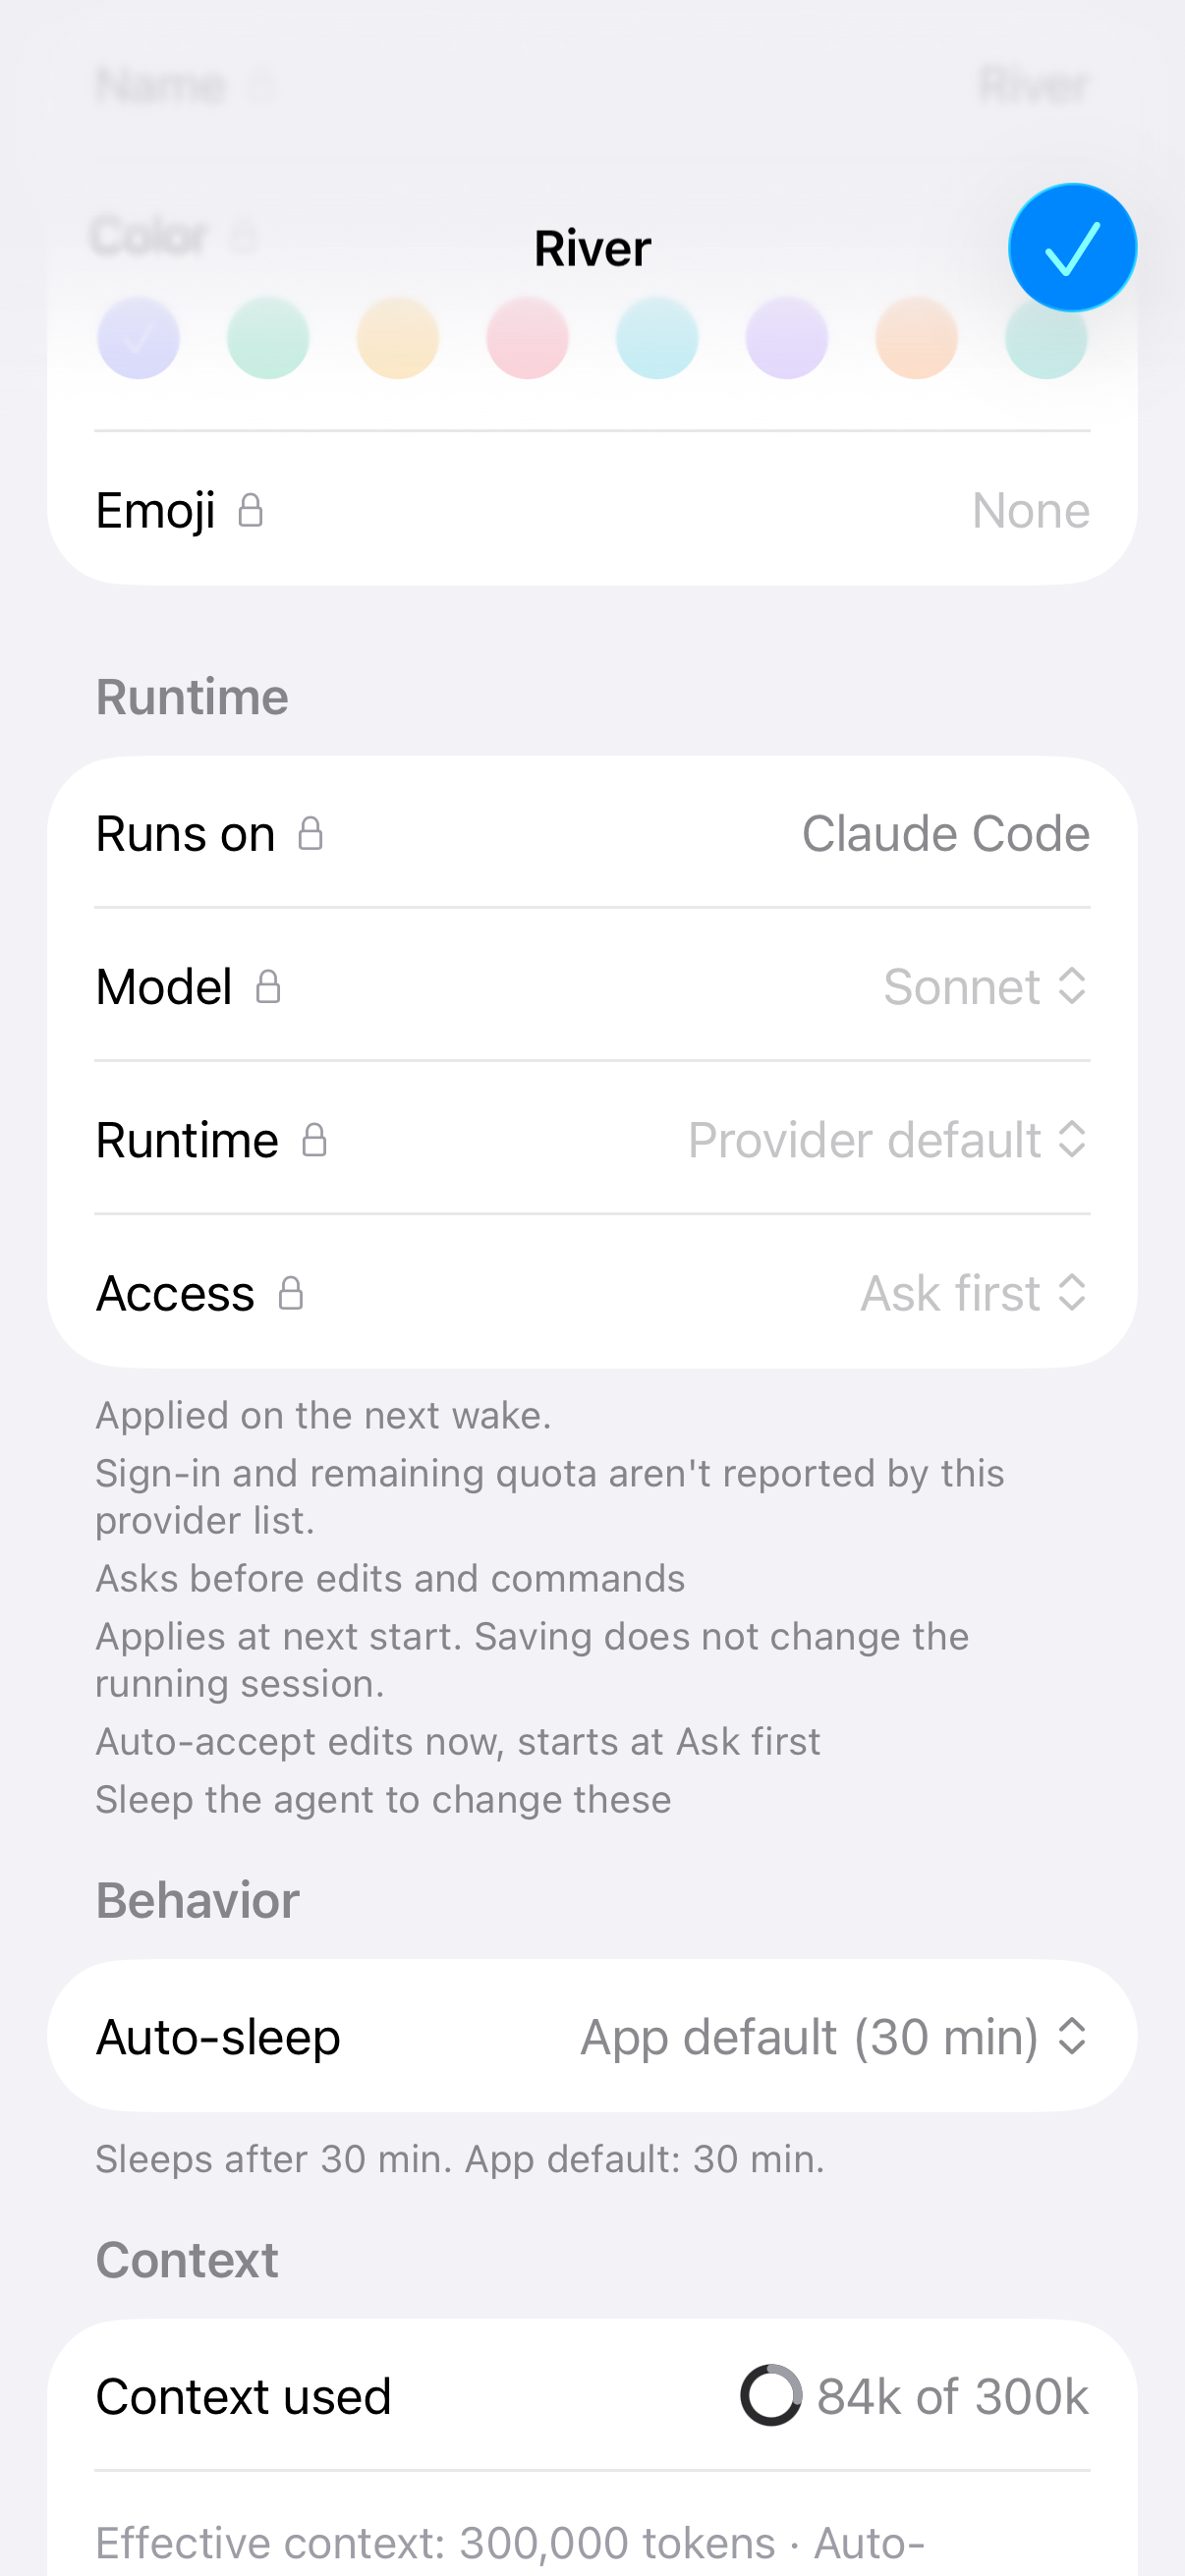 Name
River
Color
River
Emoji
None
Runtime
Runs on
Claude Code
Model
Sonnet
Runtime
Provider default
Access
Ask first
Applied on the next wake.
Sign-in and remaining quota aren't reported by this
provider list.
Asks before edits and commands
Applies at next start. Saving does not change the
running session.
Auto-accept edits now, starts at Ask first
Sleep the agent to change these
Behavior
Auto-sleep
App default (30 min)
Sleeps after 30 min. App default: 30 min.
Context
Context used
84k of 300k
Effective context: 300,000 tokens · Auto-